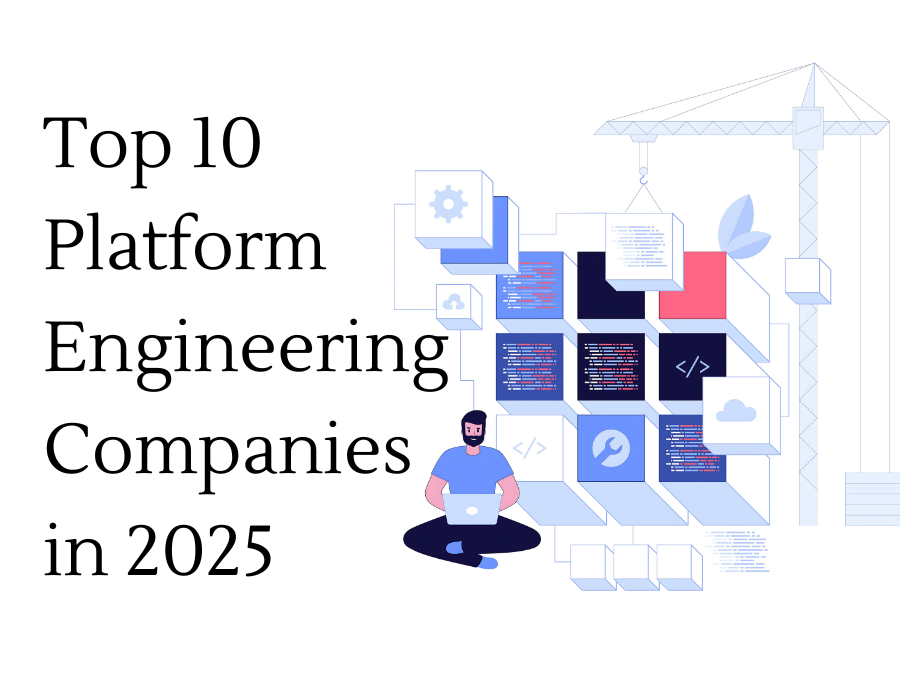 Top 10
Platform
Engineering
Companies
in 2025
</>
</>